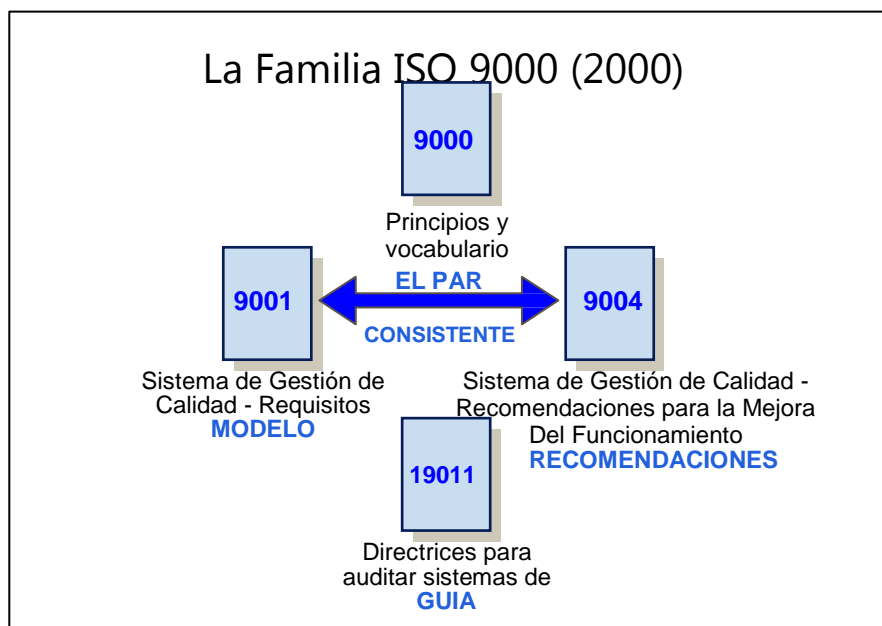 La Familia ISO 9000 (2000)
9000
Principios y
vocabulario
9001
EL PAR
CONSISTENTE
9004
Sistema de Gestión de
Calidad - Requisitos
MODELO
Sistema de Gestión de Calidad -
Recomendaciones para la Mejora
Del Funcionamiento
RECOMENDACIONES
19011
Directrices para
auditar sistemas de
GUIA